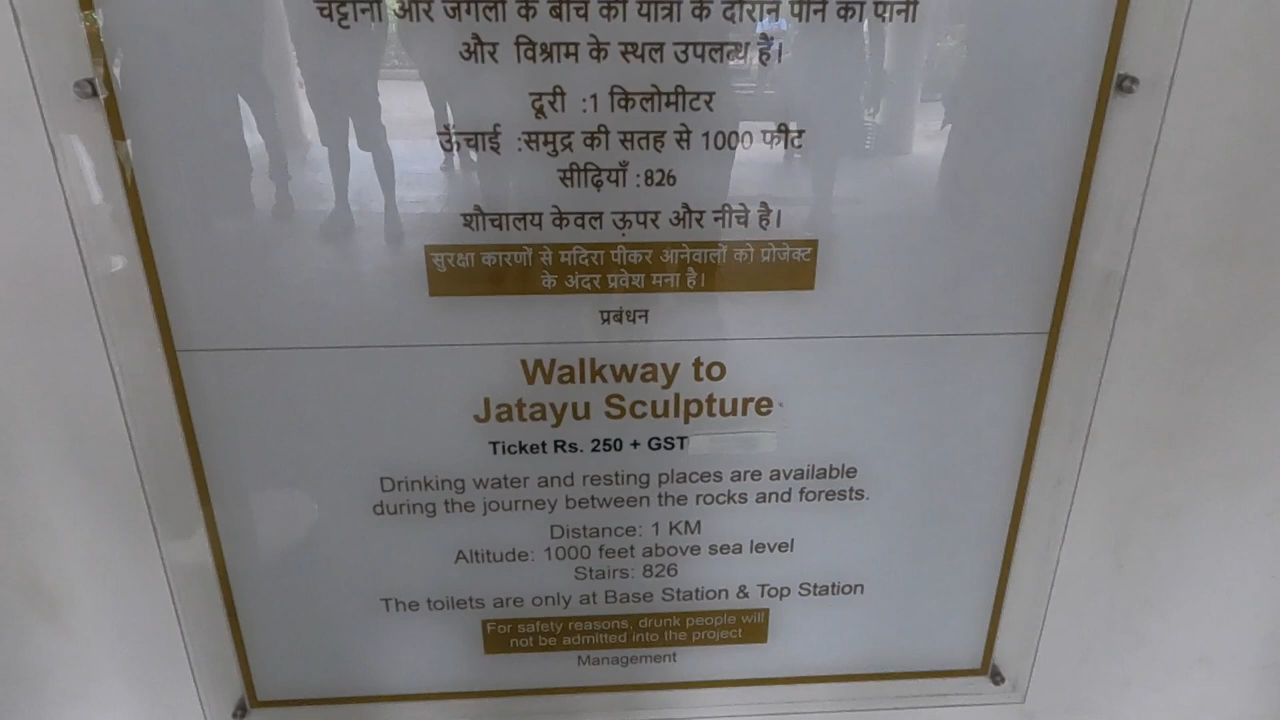 चट्टानों और जंगलों के बीच की यात्रा के दौरान पीने का पानी
और विश्राम के स्थल उपलब्ध हैं।
दूरी :1 किलोमीटर
ऊँचाई :समुद्र की सतह से 1000 फीट
सीढ़ियाँ :826
शौचालय केवल ऊपर और नीचे है।
सुरक्षा कारणों से मदिरा पीकर आनेवालों को प्रोजेक्ट
के अंदर प्रवेश मना है।
प्रबंधन
Walkway to
Jatayu Sculpture
Ticket Rs. 250 + GST
Drinking water and resting places are available
during the journey between the rocks and forests.
Distance: 1 KM
Altitude: 1000 feet above sea level
Stairs: 826
The toilets are only at Base Station & Top Station
For safety reasons, drunk people will
not be admitted into the project
Management